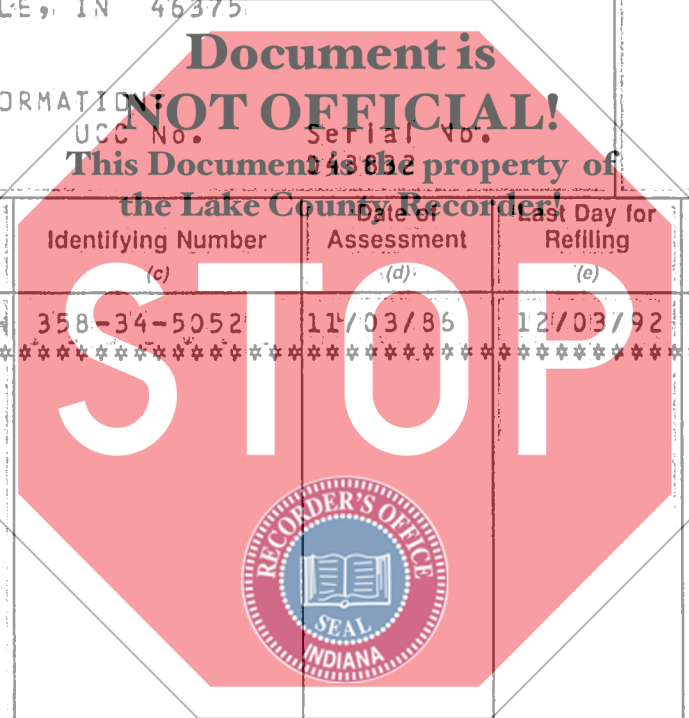 LE, IN 46375
Document is
ORMATION:
NOT OFFICIAL!
UCC No. Serial No.
This Document is the property of
the Lake County Recorder!
Identifying Number
(c)
Date of
Assessment
(d)
Last Day for
Refiling
(e)
358-34-5052 11/03/86 12/03/92
STOP
RECORDER'S OFFICE
SEAL
INDIANA